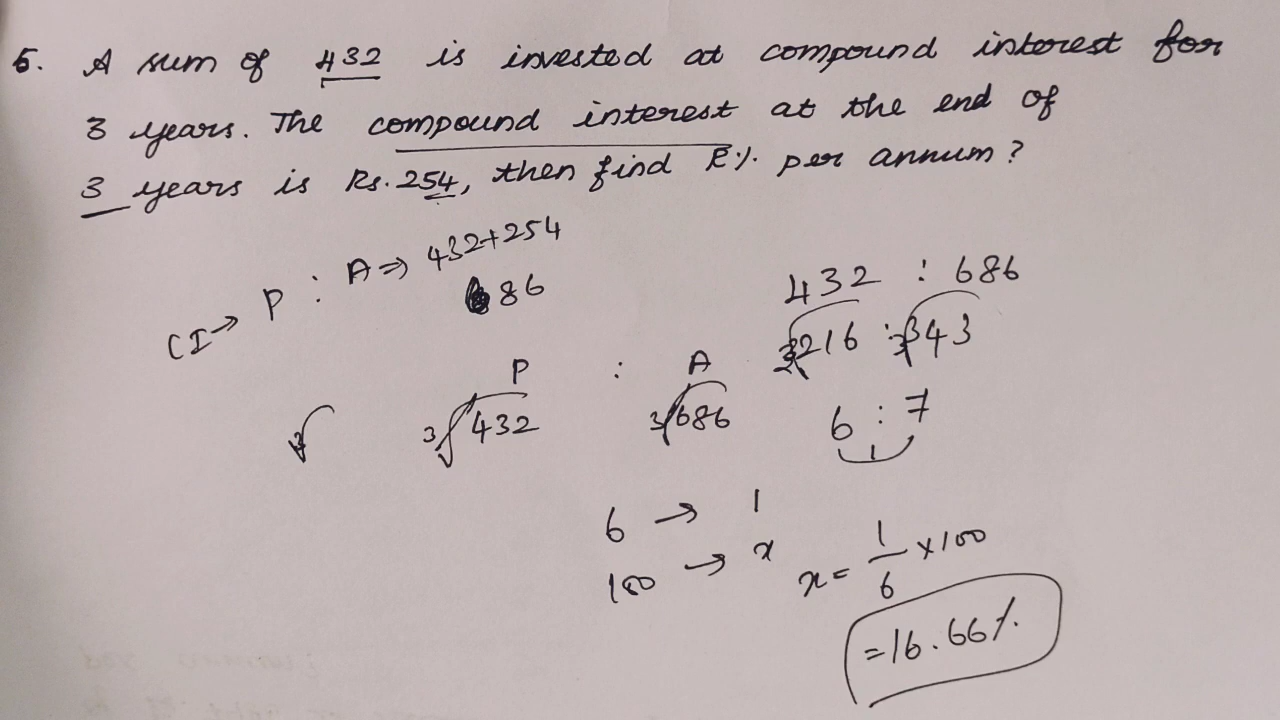 5. A sum of 432 is invested at compound interest for
3 years. The compound interest at the end of
3 years is Rs.254, then find R%. per annum?
CI→ P : A ⇒ 432+254
686
432 : 686
P : A
∛216 : ∛343
∛432 ∛686
6 : 7
1
6 → 1
100 → x
x = 1/6 × 100
= 16.66%.